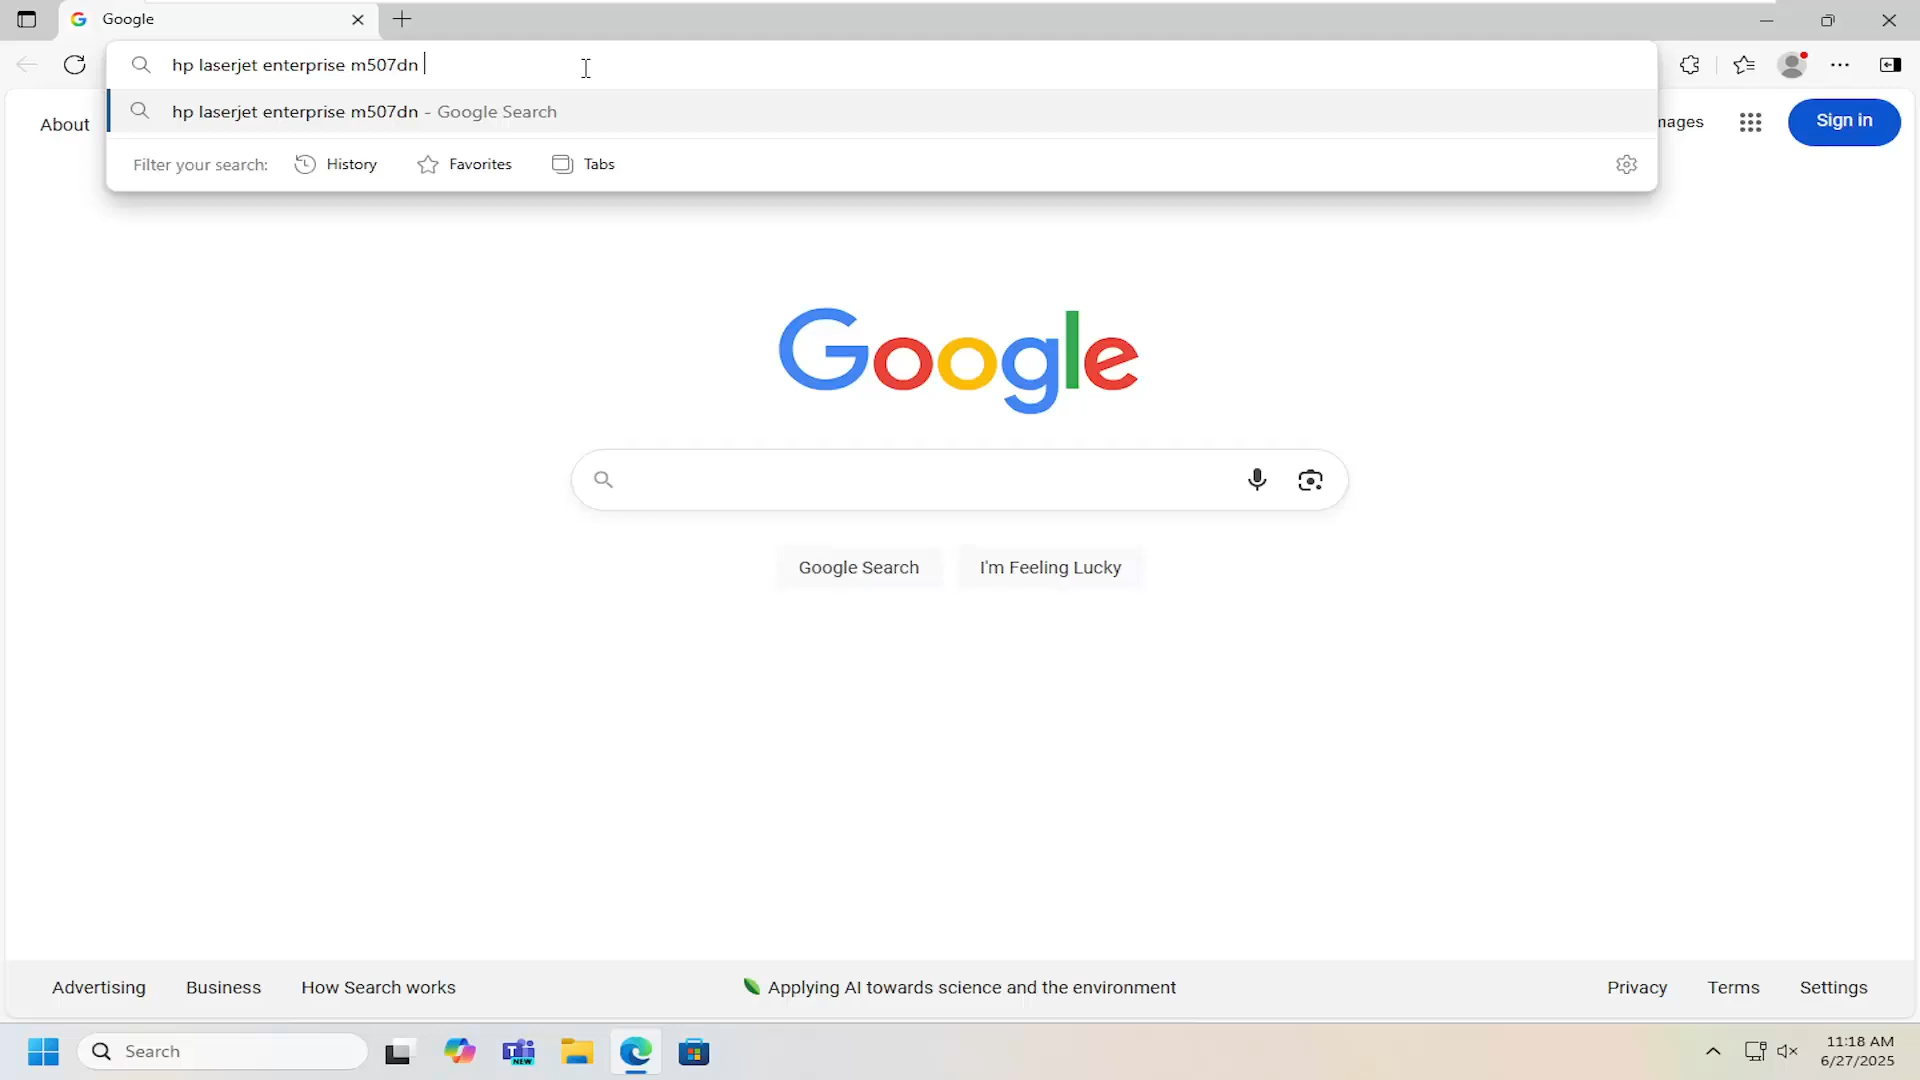 Google
hp laserjet enterprise m507dn
hp laserjet enterprise m507dn - Google Search
Filter your search: History Favorites Tabs
About
mages
Sign in
Google
Google Search
I'm Feeling Lucky
Advertising Business How Search works
Applying AI towards science and the environment
Privacy Terms Settings
Search
NEW
11:18 AM
6/27/2025